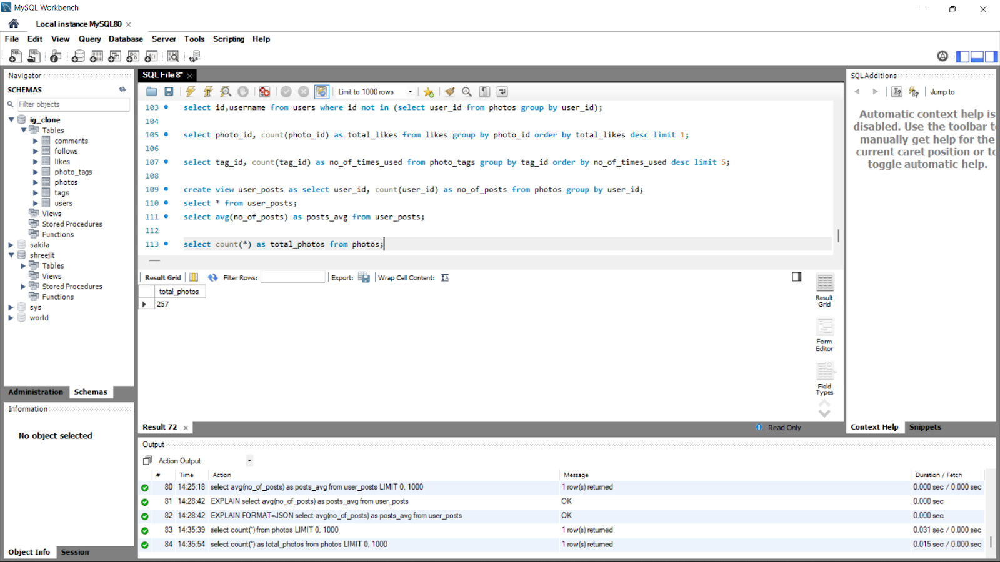 MySQL Workbench
Local instance MySQL80
File Edit View Query Database Server Tools Scripting Help
Navigator
SCHEMAS
Filter objects
ig_clone
Tables
comments
follows
likes
photo_tags
photos
tags
users
Views
Stored Procedures
Functions
sakila
shreejit
Tables
Views
Stored Procedures
Functions
sys
world
Administration Schemas
Information
No object selected
Object Info Session
SQL File 8*
Limit to 1000 rows
103 select id,username from users where id not in (select user_id from photos group by user_id);
104
105 select photo_id, count(photo_id) as total_likes from likes group by photo_id order by total_likes desc limit 1;
106
107 select tag_id, count(tag_id) as no_of_times_used from photo_tags group by tag_id order by no_of_times_used desc limit 5;
108
109 create view user_posts as select user_id, count(user_id) as no_of_posts from photos group by user_id;
110 select * from user_posts;
111 select avg(no_of_posts) as posts_avg from user_posts;
112
113 select count(*) as total_photos from photos;
Result Grid Filter Rows: Export: Wrap Cell Content:
total_photos
257
Result Grid
Form Editor
Field Types
Result 72
Read Only
SQLAdditions
Jump to
Automatic context help is
disabled. Use the toolbar to
manually get help for the
current caret position or to
toggle automatic help.
Context Help Snippets
Output
Action Output
# Time Action Message Duration / Fetch
80 14:25:18 select avg(no_of_posts) as posts_avg from user_posts LIMIT 0, 1000 1 row(s) returned 0.000 sec / 0.000 sec
81 14:28:42 EXPLAIN select avg(no_of_posts) as posts_avg from user_posts OK 0.000 sec
82 14:28:42 EXPLAIN FORMAT=JSON select avg(no_of_posts) as posts_avg from user_posts OK 0.000 sec
83 14:35:39 select count(*) from photos LIMIT 0, 1000 1 row(s) returned 0.031 sec / 0.000 sec
84 14:35:54 select count(*) as total_photos from photos LIMIT 0, 1000 1 row(s) returned 0.015 sec / 0.000 sec